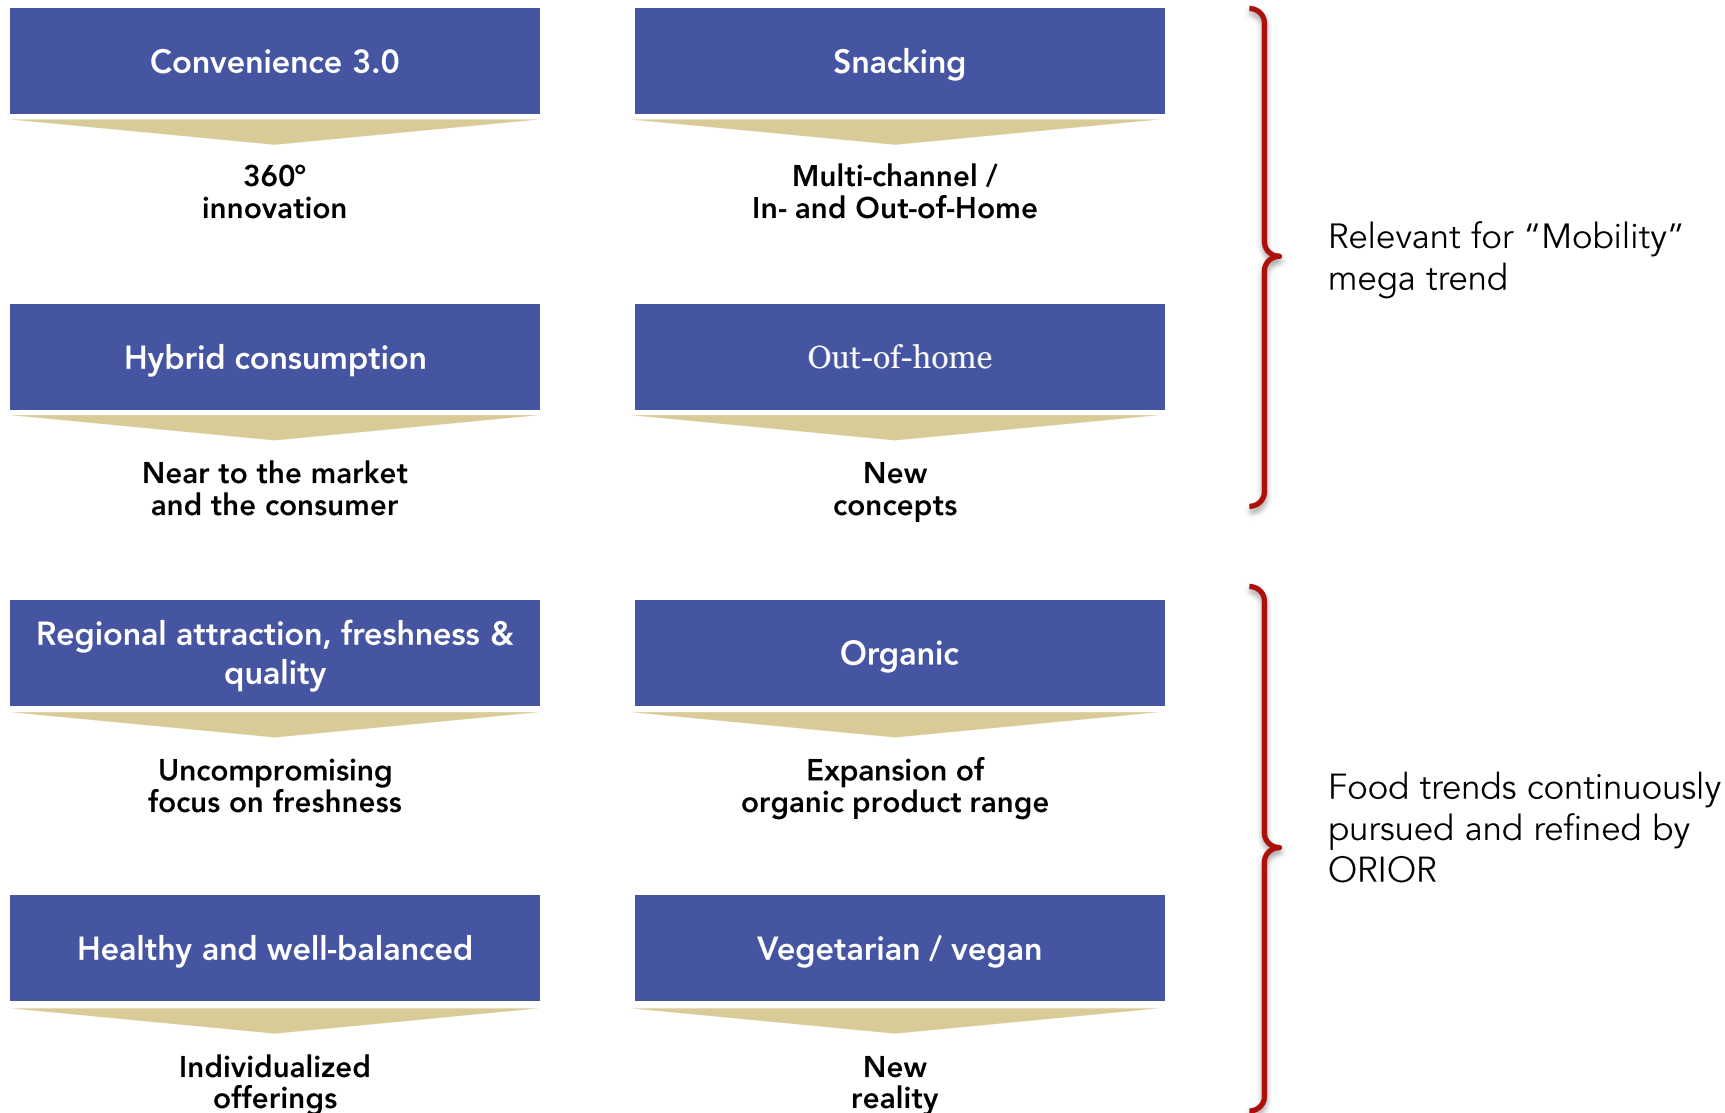 Convenience 3.0
360°
innovation
Snacking
Multi-channel /
In- and Out-of-Home
Hybrid consumption
Near to the market
and the consumer
Out-of-home
New
concepts
Relevant for “Mobility”
mega trend
Regional attraction, freshness &
quality
Uncompromising
focus on freshness
Organic
Expansion of
organic product range
Healthy and well-balanced
Individualized
offerings
Vegetarian / vegan
New
reality
Food trends continuously
pursued and refined by
ORIOR